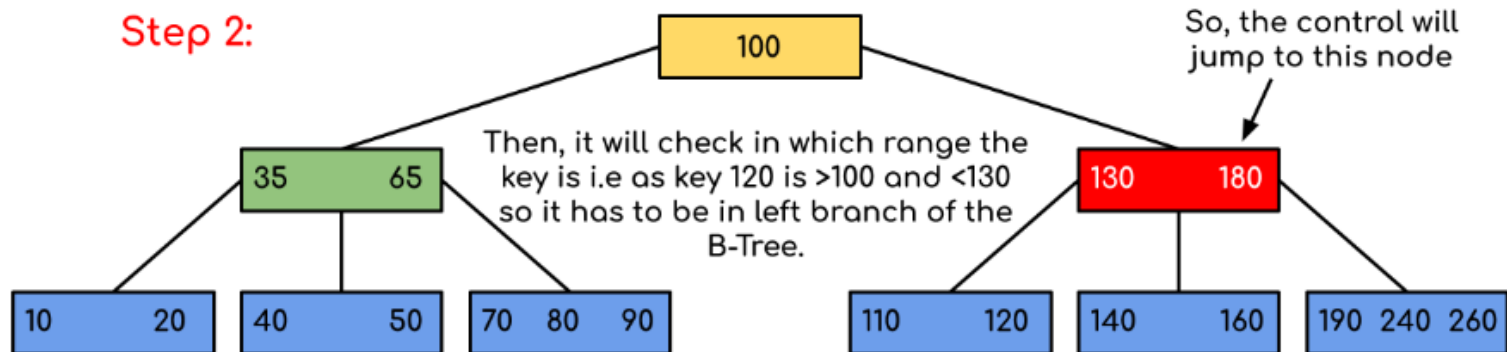 Step 2:
100
So, the control will
jump to this node
Then, it will check in which range the
key is i.e as key 120 is >100 and <130
so it has to be in left branch of the
B-Tree.
35 65
130 180
10 20
40 50
70 80 90
110 120
140 160
190 240 260